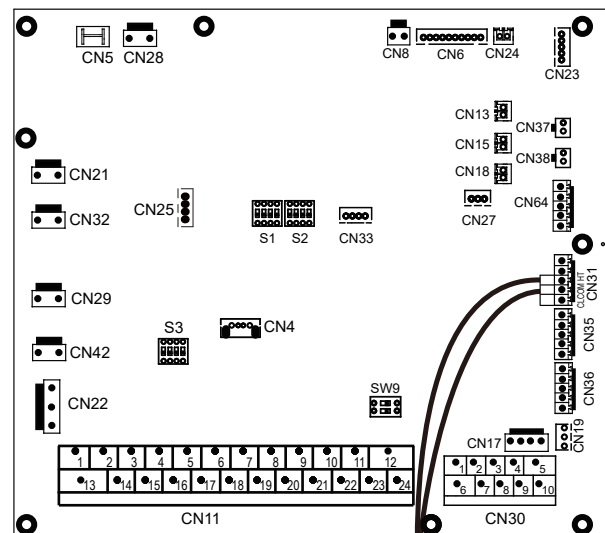 CN5 CN28 CN8 CN6 CN24
CN23
CN13 CN37
CN15 CN38
CN18
CN21
CN32 CN25 CN27 CN64
S1 S2 CN33
CL COM HT CN31
CN29
S3 CN4 CN35
CN42
CN22 SW9 CN36
CN17 CN19
1 2 3 4 5 6 7 8 9 10 11 12
13 14 15 16 17 18 19 20 21 22 23 24
CN11
1 2 3 4 5
6 7 8 9 10
CN30